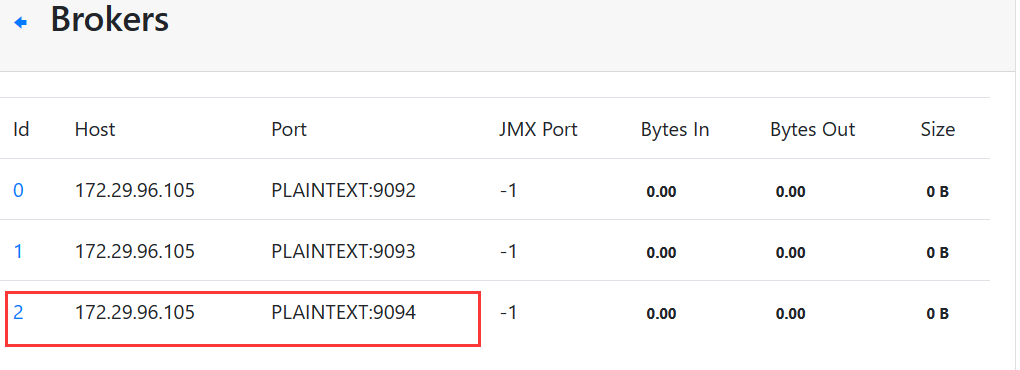 Brokers
Id Host Port JMX Port Bytes In Bytes Out Size
0 172.29.96.105 PLAINTEXT:9092 -1 0.00 0.00 0 B
1 172.29.96.105 PLAINTEXT:9093 -1 0.00 0.00 0 B
2 172.29.96.105 PLAINTEXT:9094 -1 0.00 0.00 0 B